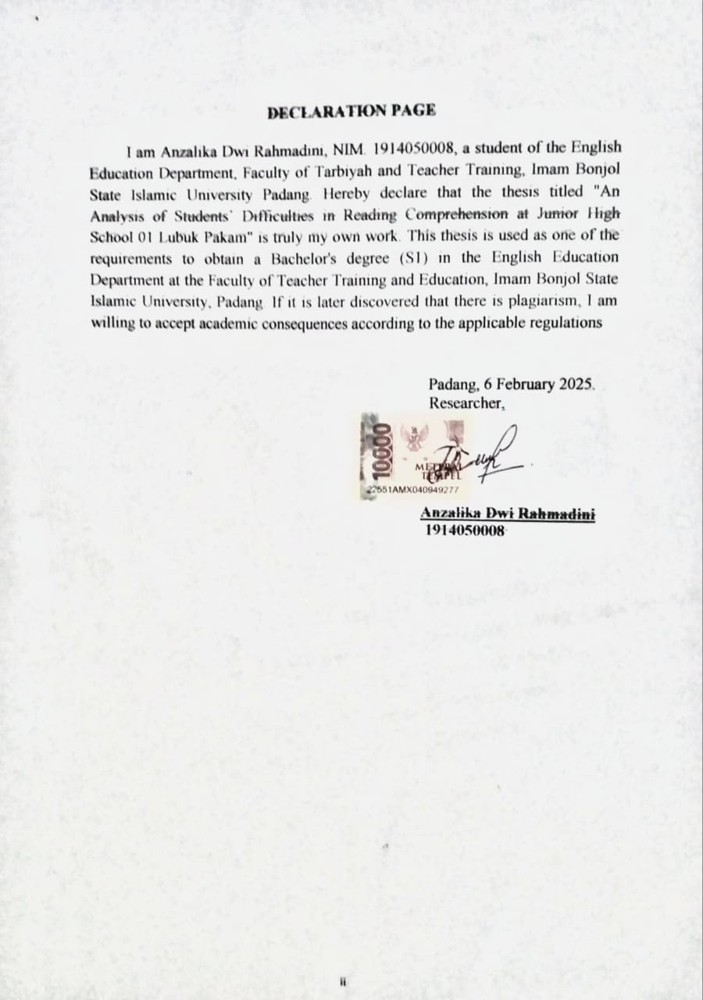 DECLARATION PAGE
I am Anzalika Dwi Rahmadini, NIM. 1914050008, a student of the English
Education Department, Faculty of Tarbiyah and Teacher Training, Imam Bonjol
State Islamic University Padang. Hereby declare that the thesis titled "An
Analysis of Students' Difficulties in Reading Comprehension at Junior High
School 01 Lubuk Pakam" is truly my own work. This thesis is used as one of the
requirements to obtain a Bachelor's degree (S1) in the English Education
Department at the Faculty of Teacher Training and Education, Imam Bonjol State
Islamic University, Padang. If it is later discovered that there is plagiarism, I am
willing to accept academic consequences according to the applicable regulations
Padang, 6 February 2025.
Researcher,
10000
METERAI
TEMPEL
22551AMX040949277
Anzalika Dwi Rahmadini
1914050008
ii